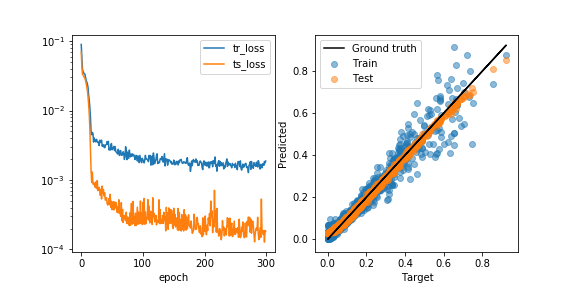 10⁻¹
10⁻²
10⁻³
10⁻⁴
0
100
200
300
epoch
tr_loss
ts_loss
0.8
0.6
0.4
0.2
0.0
Predicted
0.0
0.2
0.4
0.6
0.8
Target
Ground truth
Train
Test